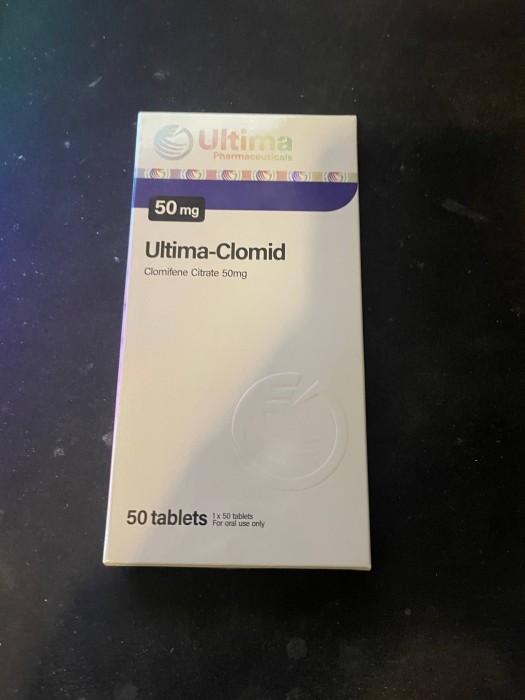 Ultima
Pharmaceuticals
50 mg
Ultima-Clomid
Clomifene Citrate 50mg
50 tablets
1 x 50 tablets
For oral use only